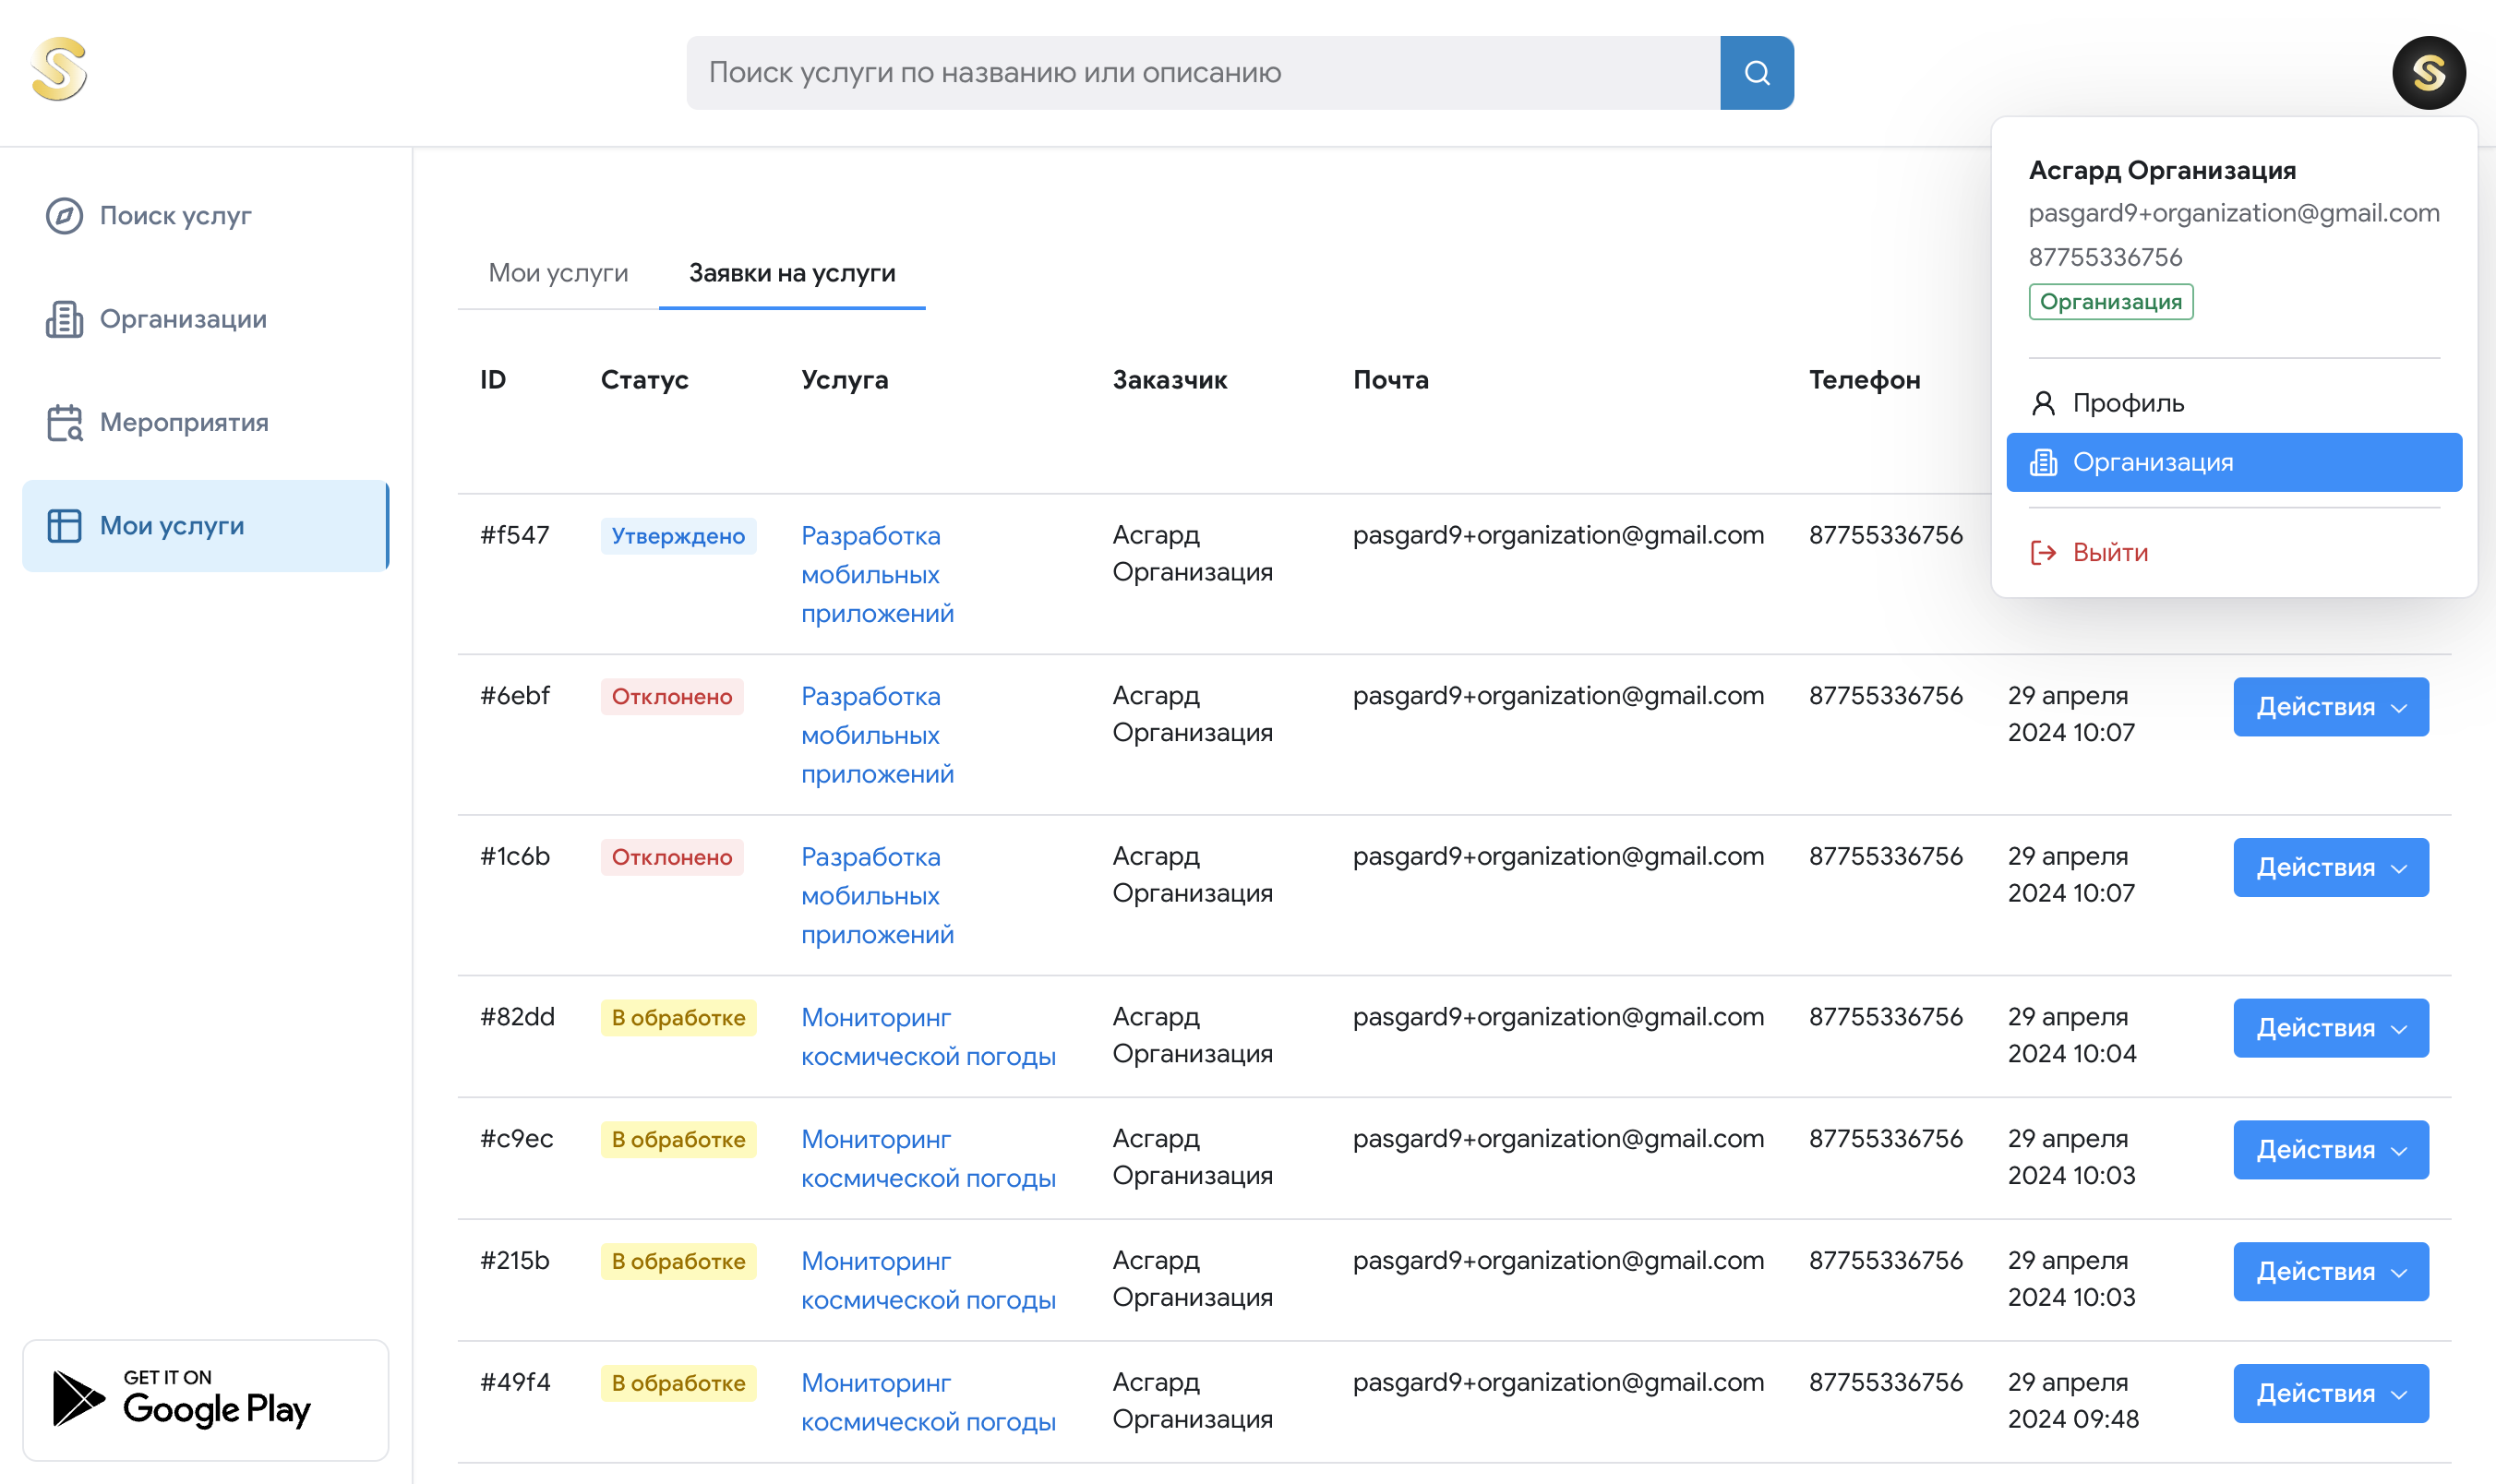 Поиск услуги по названию или описанию
Асгард Организация
pasgard9+organization@gmail.com
87755336756
Организация
Профиль
Организация
Выйти
Поиск услуг
Организации
Мероприятия
Мои услуги
GET IT ON
Google Play
Мои услуги Заявки на услуги
ID Статус Услуга Заказчик Почта Телефон
#f547 Утверждено Разработка Асгард pasgard9+organization@gmail.com 87755336756
мобильных Организация
приложений
#6ebf Отклонено Разработка Асгард pasgard9+organization@gmail.com 87755336756 29 апреля Действия
мобильных Организация 2024 10:07
приложений
#1c6b Отклонено Разработка Асгард pasgard9+organization@gmail.com 87755336756 29 апреля Действия
мобильных Организация 2024 10:07
приложений
#82dd В обработке Мониторинг Асгард pasgard9+organization@gmail.com 87755336756 29 апреля Действия
космической погоды Организация 2024 10:04
#c9ec В обработке Мониторинг Асгард pasgard9+organization@gmail.com 87755336756 29 апреля Действия
космической погоды Организация 2024 10:03
#215b В обработке Мониторинг Асгард pasgard9+organization@gmail.com 87755336756 29 апреля Действия
космической погоды Организация 2024 10:03
#49f4 В обработке Мониторинг Асгард pasgard9+organization@gmail.com 87755336756 29 апреля Действия
космической погоды Организация 2024 09:48